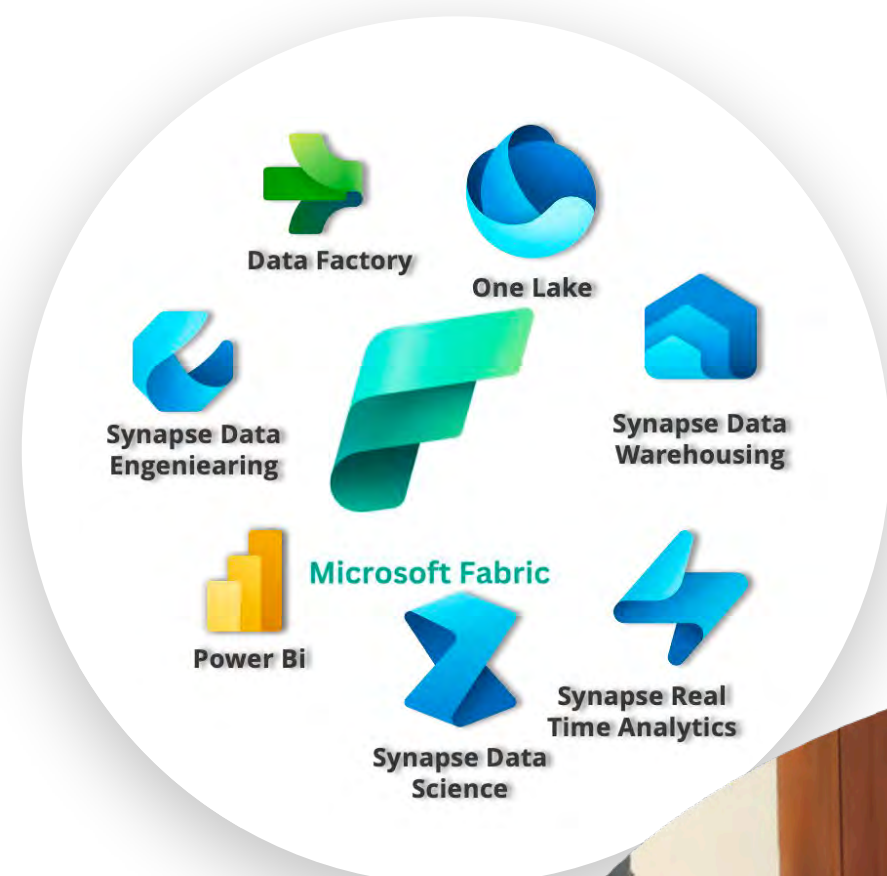 Data Factory
One Lake
Synapse Data
Engeniearing
Synapse Data
Warehousing
Microsoft Fabric
Power Bi
Synapse Real
Time Analytics
Synapse Data
Science